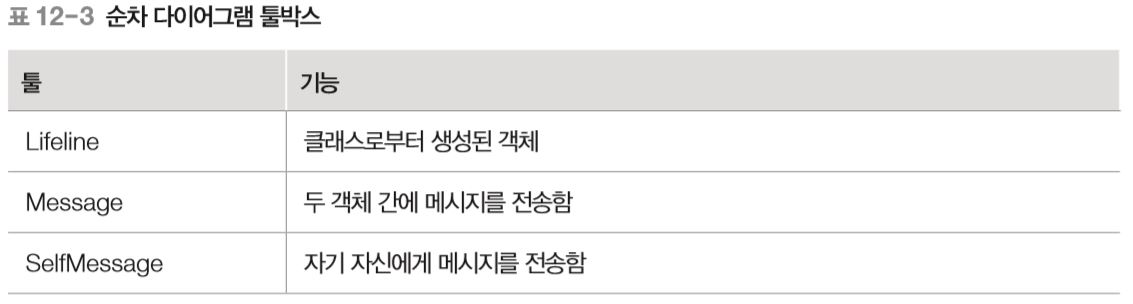 표 12-3 순차 다이어그램 툴박스
툴 기능
Lifeline 클래스로부터 생성된 객체
Message 두 객체 간에 메시지를 전송함
SelfMessage 자기 자신에게 메시지를 전송함